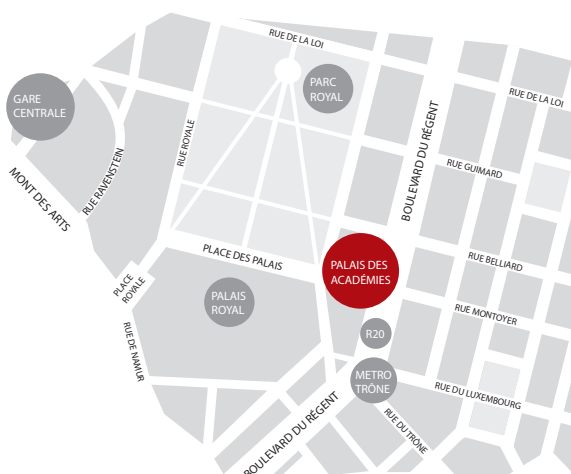 RUE DE LA LOI
PARC
ROYAL
RUE DE LA LOI
GARE
CENTRALE
RUE ROYALE
BOULEVARD DU RÉGENT
RUE GUIMARD
RUE RAVENSTEIN
MONT DES ARTS
PLACE DES PALAIS
PALAIS DES
ACADÉMIES
RUE BELLIARD
PLACE
ROYALE
PALAIS
ROYAL
RUE MONTOYER
R20
RUE DE NAMUR
METRO
TRÔNE
RUE DU LUXEMBOURG
BOULEVARD DU RÉGENT
RUE DU TRÔNE